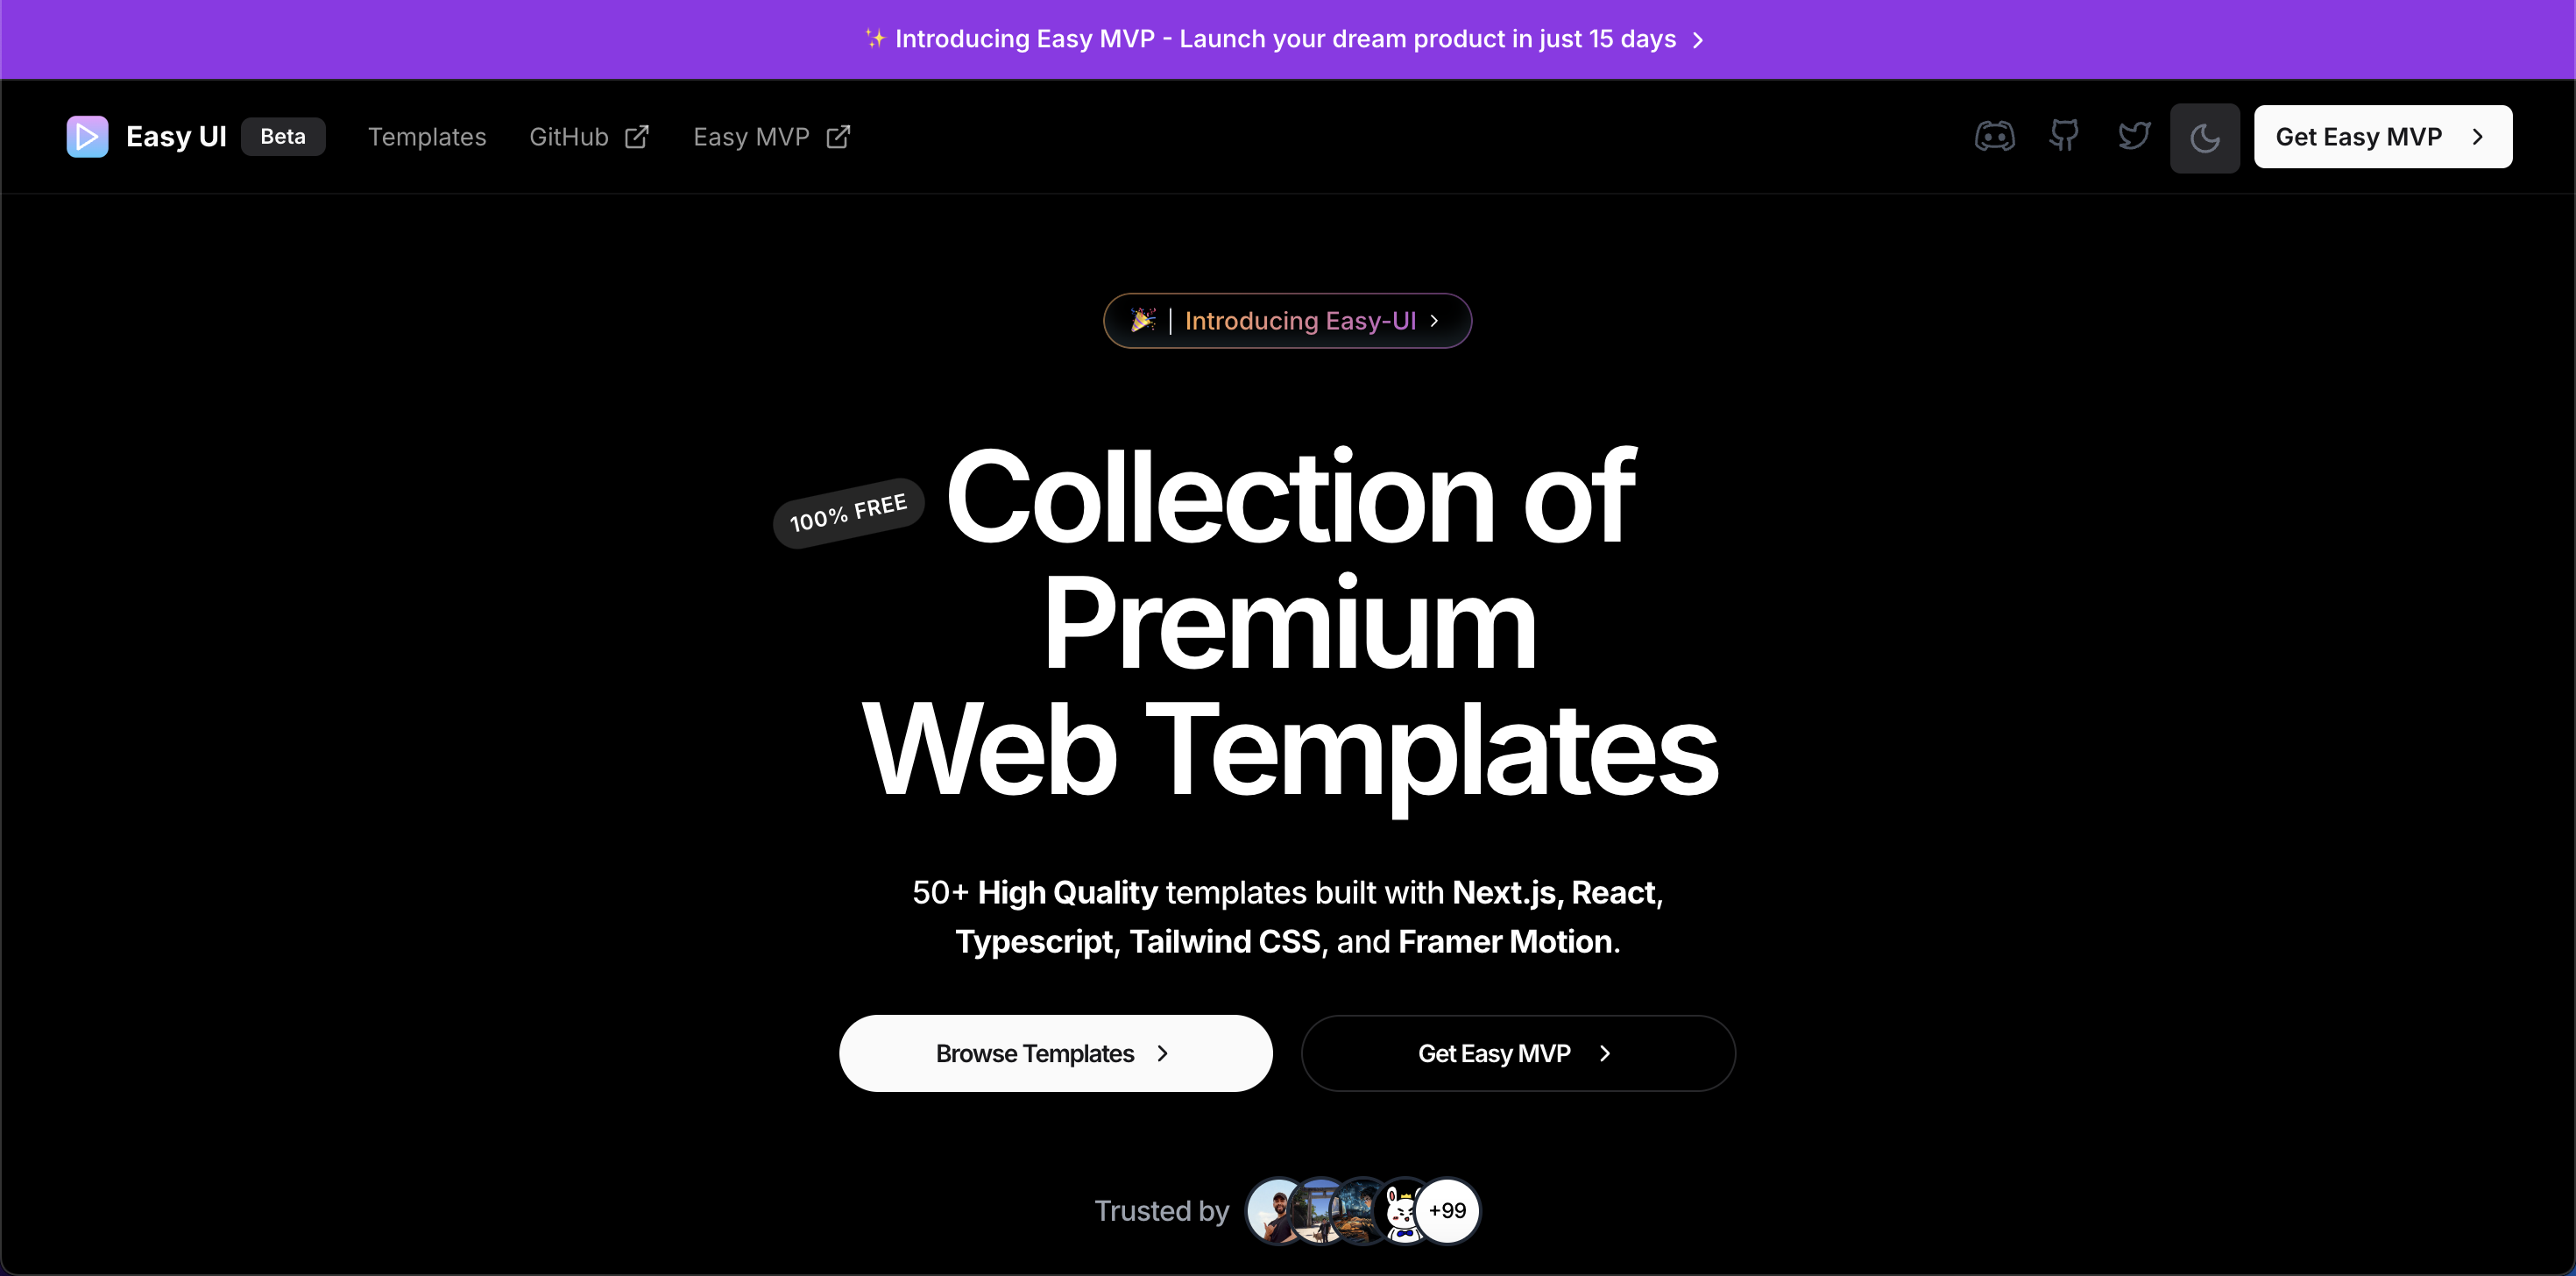 ✨ Introducing Easy MVP - Launch your dream product in just 15 days
Easy UI Beta Templates GitHub Easy MVP Get Easy MVP
🎉 | Introducing Easy-UI
100% FREE
Collection of
Premium
Web Templates
50+ High Quality templates built with Next.js, React,
Typescript, Tailwind CSS, and Framer Motion.
Browse Templates Get Easy MVP
Trusted by +99